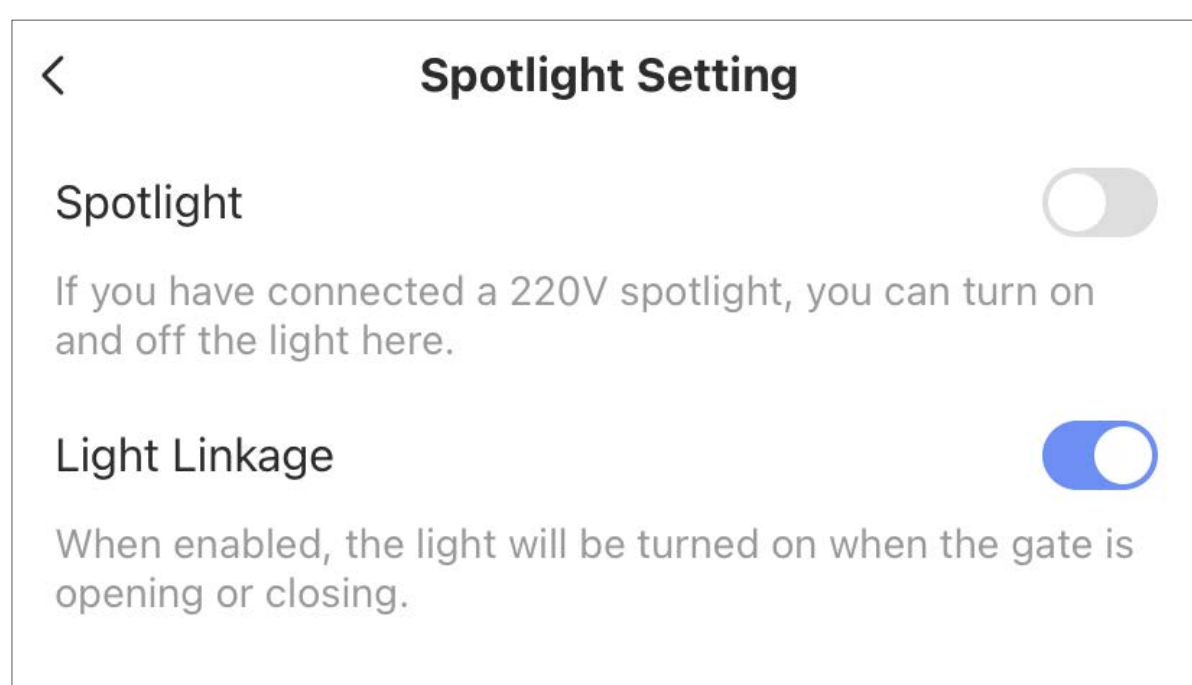 Spotlight Setting
Spotlight
If you have connected a 220V spotlight, you can turn on
and off the light here.
Light Linkage
When enabled, the light will be turned on when the gate is
opening or closing.